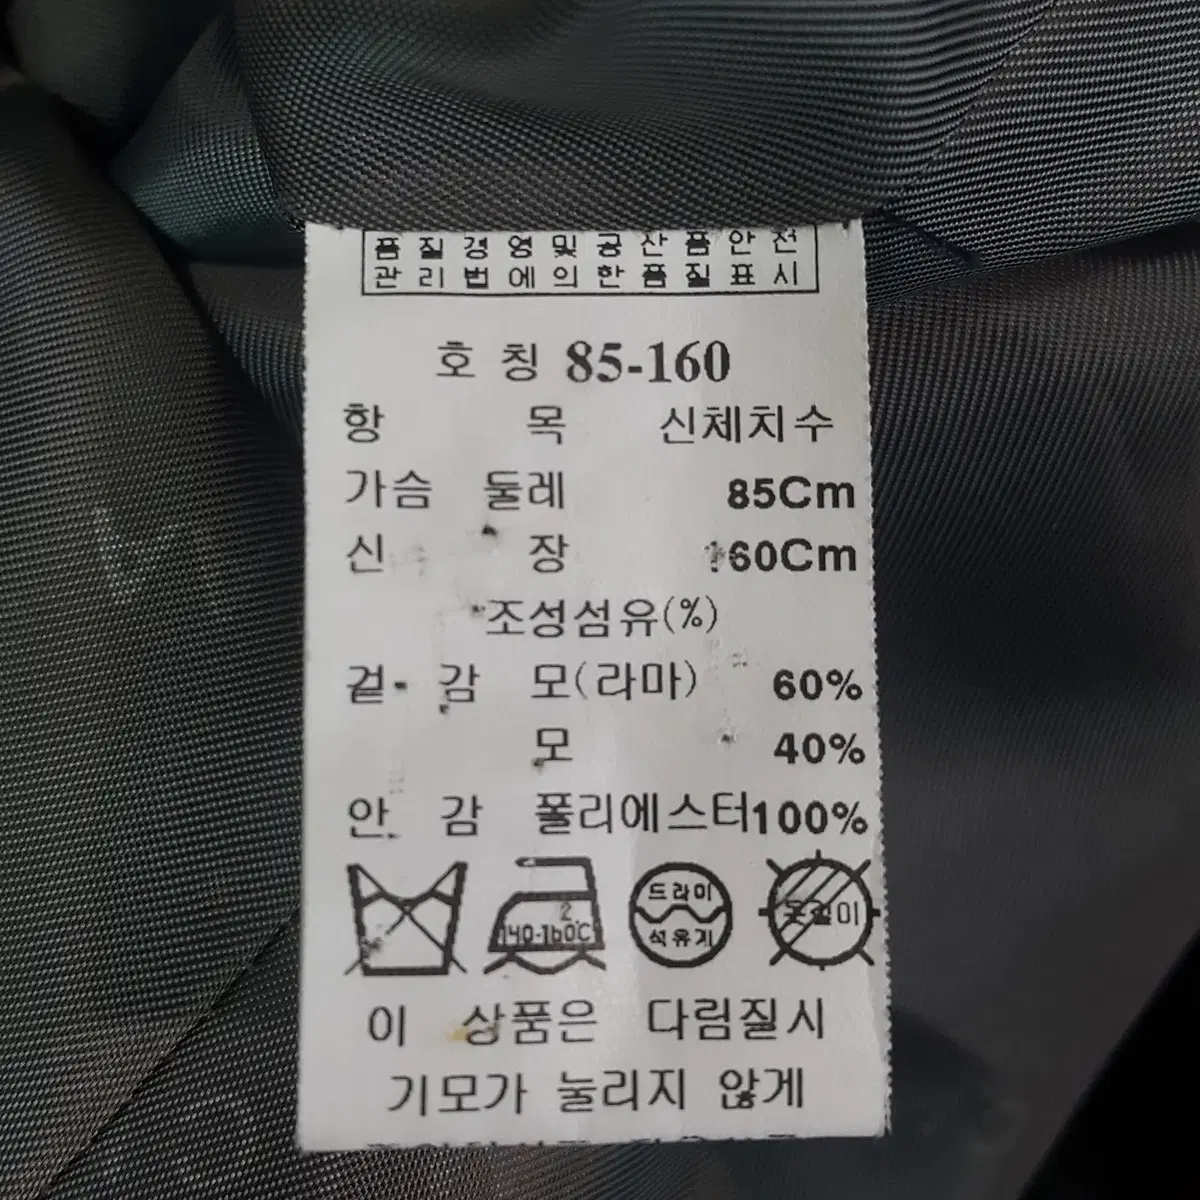 품질경영및공산품안전
관리법에의한품질표시
호칭 85-160
항 목 신체치수
가슴 둘레 85Cm
신 장 160Cm
조성섬유(%)
겉 감 모(라마) 60%
모 40%
안 감 폴리에스터100%
2. 140-160℃
드라이
석유계
이 상품은 다림질시
기모가 눌리지 않게